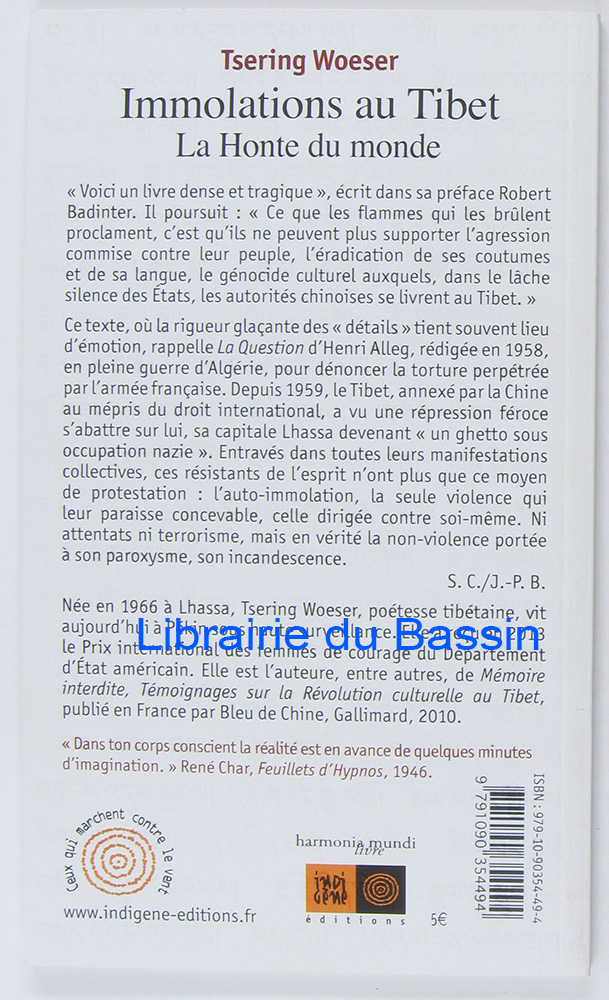 Tsering Woeser
Immolations au Tibet
La Honte du monde
« Voici un livre dense et tragique », écrit dans sa préface Robert
Badinter. Il poursuit : « Ce que les flammes qui les brûlent
proclament, c'est qu'ils ne peuvent plus supporter l'agression
commise contre leur peuple, l'éradication de ses coutumes
et de sa langue, le génocide culturel auxquels, dans le lâche
silence des États, les autorités chinoises se livrent au Tibet. »
Ce texte, où la rigueur glaçante des « détails » tient souvent lieu
d'émotion, rappelle La Question d'Henri Alleg, rédigée en 1958,
en pleine guerre d'Algérie, pour dénoncer la torture perpétrée
par l'armée française. Depuis 1959, le Tibet, annexé par la Chine
au mépris du droit international, a vu une répression féroce
s'abattre sur lui, sa capitale Lhassa devenant « un ghetto sous
occupation nazie ». Entravés dans toutes leurs manifestations
collectives, ces résistants de l'esprit n'ont plus que ce moyen
de protestation : l'auto-immolation, la seule violence qui
leur paraisse concevable, celle dirigée contre soi-même. Ni
attentats ni terrorisme, mais en vérité la non-violence portée
à son paroxysme, son incandescence.
S. C./J.-P. B.
Née en 1966 à Lhassa, Tsering Woeser, poétesse tibétaine, vit
aujourd'hui à Pékin sous haute surveillance. Elle a reçu en 2013
Librairie du Bassin
le Prix international des femmes de courage du Département
d'État américain. Elle est l'auteure, entre autres, de Mémoire
interdite, Témoignages sur la Révolution culturelle au Tibet,
publié en France par Bleu de Chine, Gallimard, 2010.
« Dans ton corps conscient la réalité est en avance de quelques minutes
d'imagination. » René Char, Feuillets d'Hypnos, 1946.
Ceux qui marchent contre le vent
www.indigene-editions.fr
harmonia mundi
livre
indi
gène
éditions
5€
ISBN : 979-10-90354-49-4
9 791090 354494